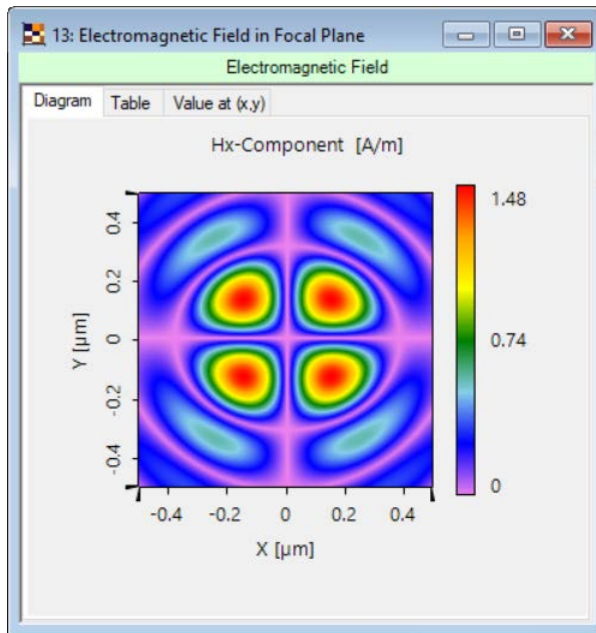 13: Electromagnetic Field in Focal Plane
Electromagnetic Field
Diagram Table Value at (x,y)
Hx-Component [A/m]
1.48
0.74
0
0.4
0.2
0
-0.2
-0.4
Y [µm]
-0.4 -0.2 0 0.2 0.4
X [µm]